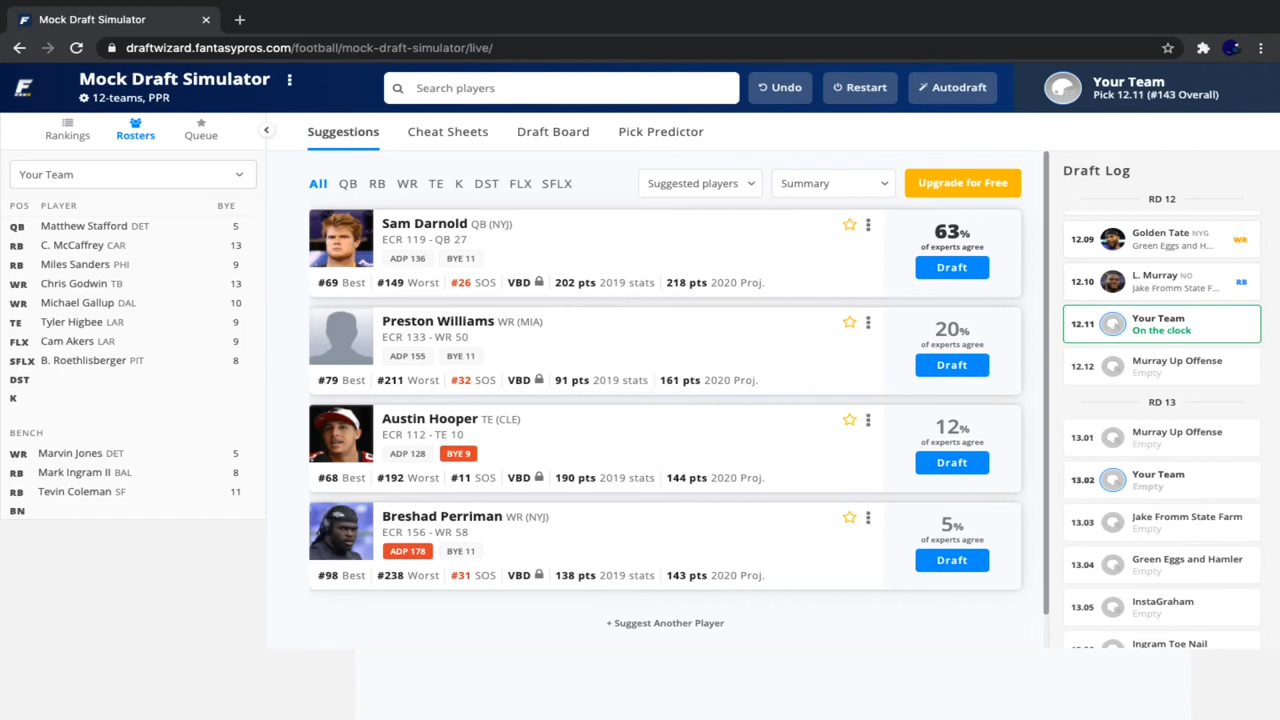 Mock Draft Simulator
draftwizard.fantasypros.com/football/mock-draft-simulator/live/
Mock Draft Simulator
12-teams, PPR
Search players
Undo
Restart
Autodraft
Your Team
Pick 12.11 (#143 Overall)
Rankings
Rosters
Queue
Suggestions
Cheat Sheets
Draft Board
Pick Predictor
Your Team
POS PLAYER BYE
QB Matthew Stafford DET 5
RB C. McCaffrey CAR 13
RB Miles Sanders PHI 9
WR Chris Godwin TB 13
WR Michael Gallup DAL 10
TE Tyler Higbee LAR 9
FLX Cam Akers LAR 9
SFLX B. Roethlisberger PIT 8
DST
K
BENCH
WR Marvin Jones DET 5
RB Mark Ingram II BAL 8
RB Tevin Coleman SF 11
BN
All QB RB WR TE K DST FLX SFLX
Suggested players
Summary
Upgrade for Free
Sam Darnold QB (NYJ)
ECR 119 - QB 27
ADP 136 BYE 11
#69 Best #149 Worst #26 SOS VBD 202 pts 2019 stats 218 pts 2020 Proj.
63%
of experts agree
Draft
Preston Williams WR (MIA)
ECR 133 - WR 50
ADP 155 BYE 11
#79 Best #211 Worst #32 SOS VBD 91 pts 2019 stats 161 pts 2020 Proj.
20%
of experts agree
Draft
Austin Hooper TE (CLE)
ECR 112 - TE 10
ADP 128 BYE 9
#68 Best #192 Worst #11 SOS VBD 190 pts 2019 stats 144 pts 2020 Proj.
12%
of experts agree
Draft
Breshad Perriman WR (NYJ)
ECR 156 - WR 58
ADP 178 BYE 11
#98 Best #238 Worst #31 SOS VBD 138 pts 2019 stats 143 pts 2020 Proj.
5%
of experts agree
Draft
+ Suggest Another Player
Draft Log
RD 12
12.09 Golden Tate NYG WR
Green Eggs and H...
12.10 L. Murray NO RB
Jake Fromm State F...
12.11 Your Team
On the clock
12.12 Murray Up Offense
Empty
RD 13
13.01 Murray Up Offense
Empty
13.02 Your Team
Empty
13.03 Jake Fromm State Farm
Empty
13.04 Green Eggs and Hamler
Empty
13.05 InstaGraham
Empty
Ingram Toe Nail